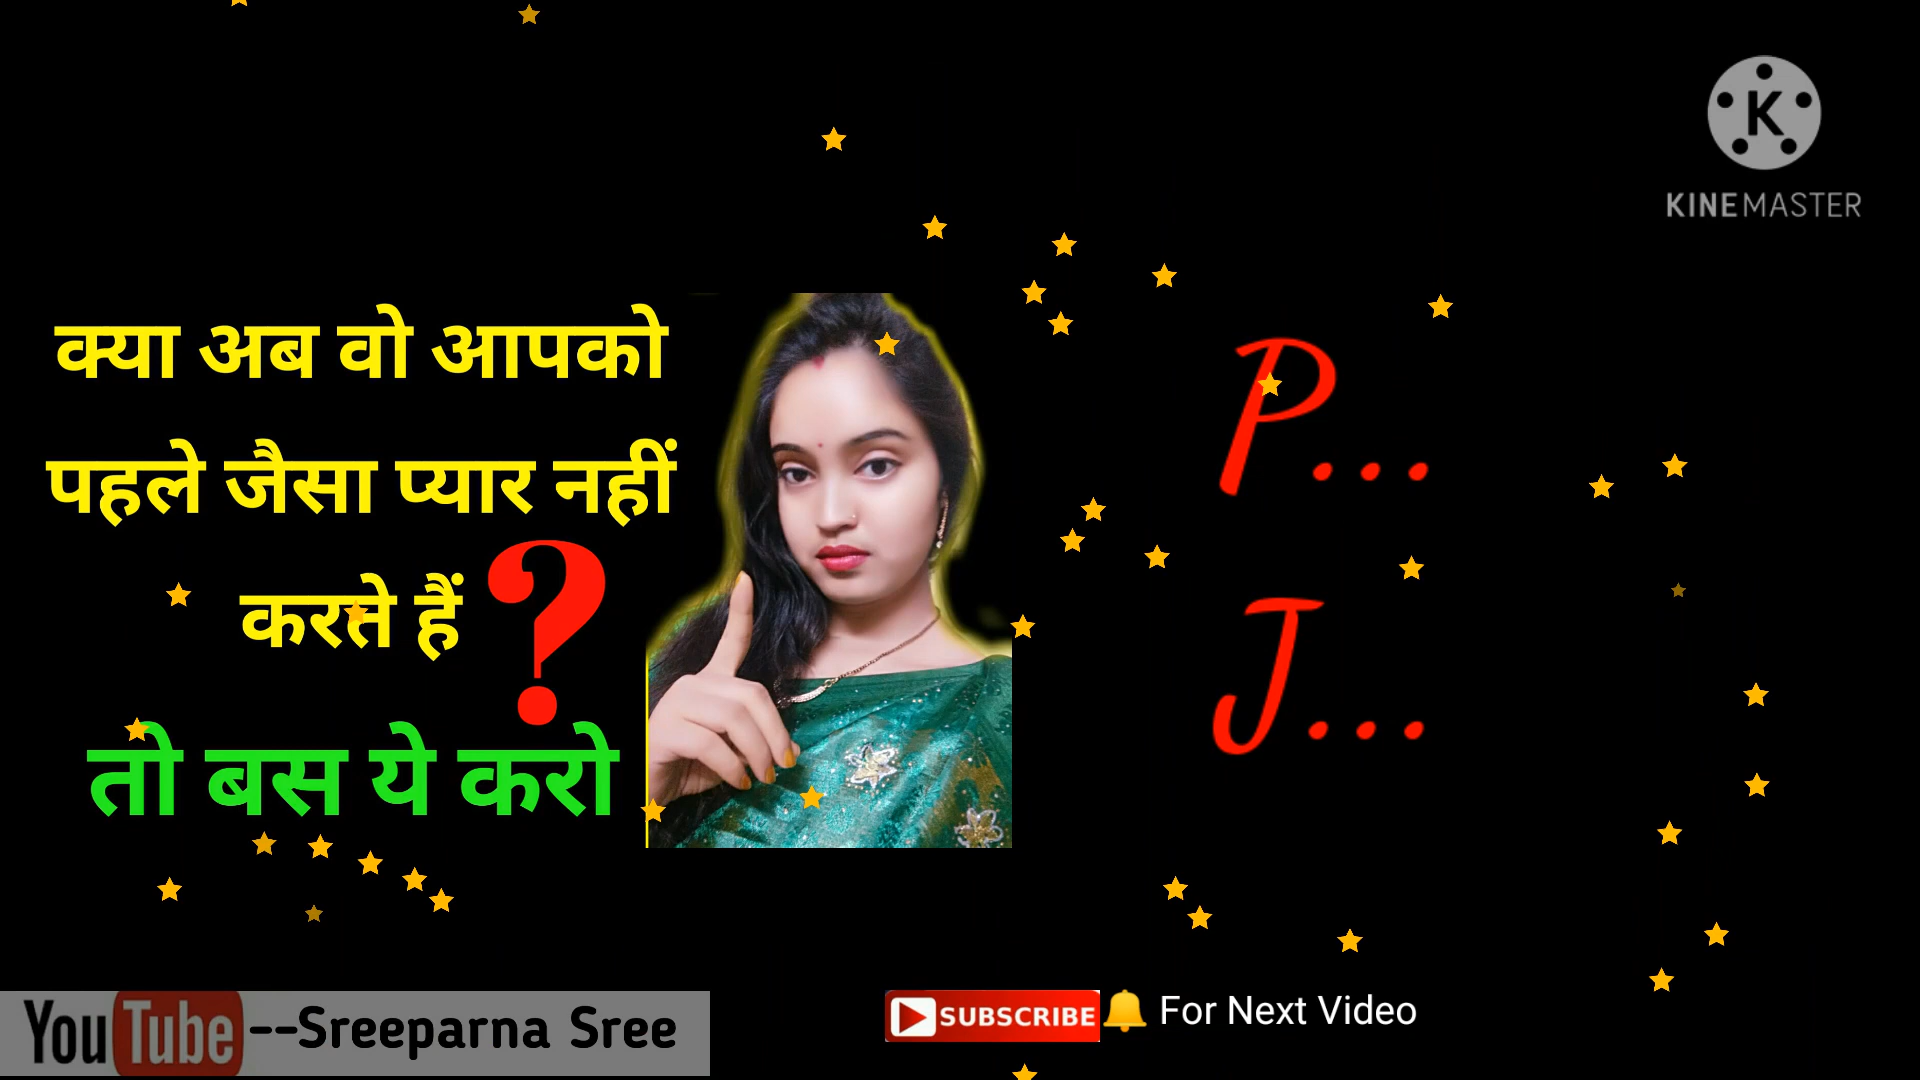 K
KINEMASTER
क्या अब वो आपको
पहले जैसा प्यार नहीं
करते हैं ?
तो बस ये करो
P...
J...
YouTube --Sreeparna Sree
SUBSCRIBE For Next Video